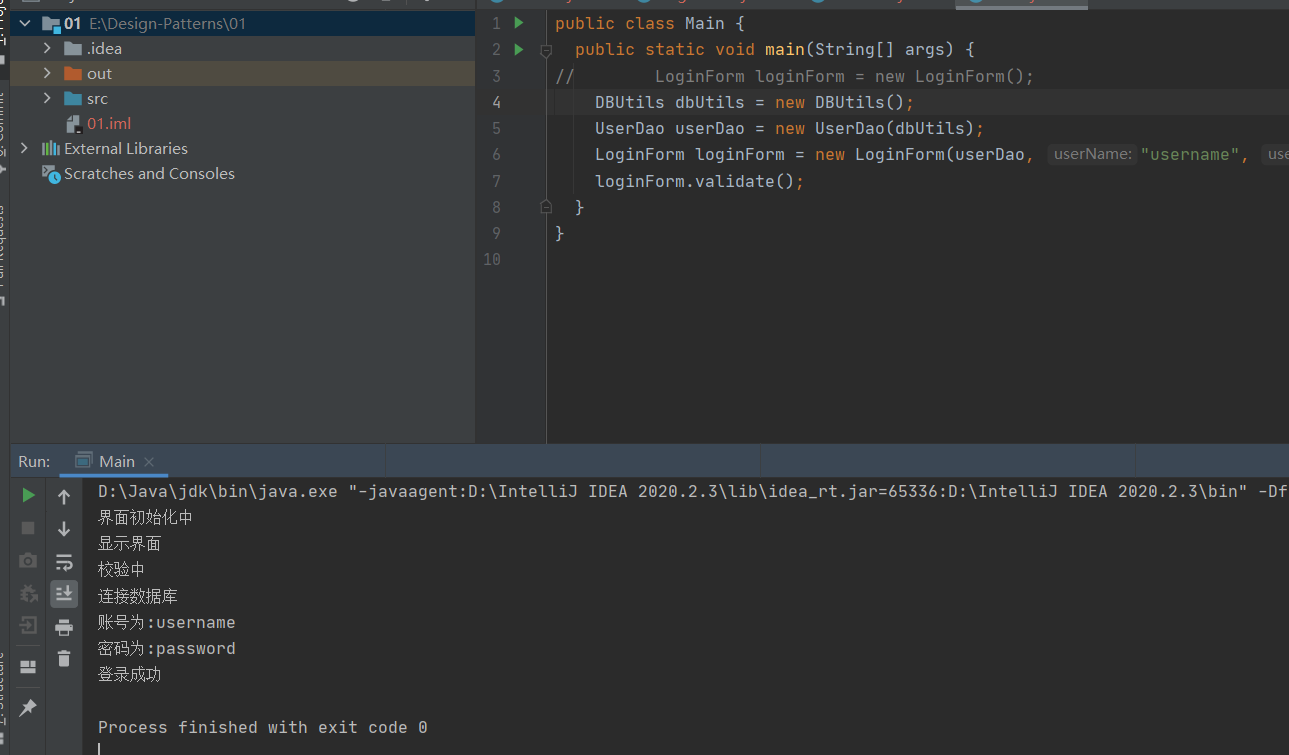 01 E:\Design-Patterns\01
.idea
out
src
01.iml
External Libraries
Scratches and Consoles
1 public class Main {
2 public static void main(String[] args) {
3 // LoginForm loginForm = new LoginForm();
4 DBUtils dbUtils = new DBUtils();
5 UserDao userDao = new UserDao(dbUtils);
6 LoginForm loginForm = new LoginForm(userDao, userName: "username", use
7 loginForm.validate();
8 }
9 }
10
Run: Main
D:\Java\jdk\bin\java.exe "-javaagent:D:\IntelliJ IDEA 2020.2.3\lib\idea_rt.jar=65336:D:\IntelliJ IDEA 2020.2.3\bin" -Df
界面初始化中
显示界面
校验中
连接数据库
账号为:username
密码为:password
登录成功
Process finished with exit code 0